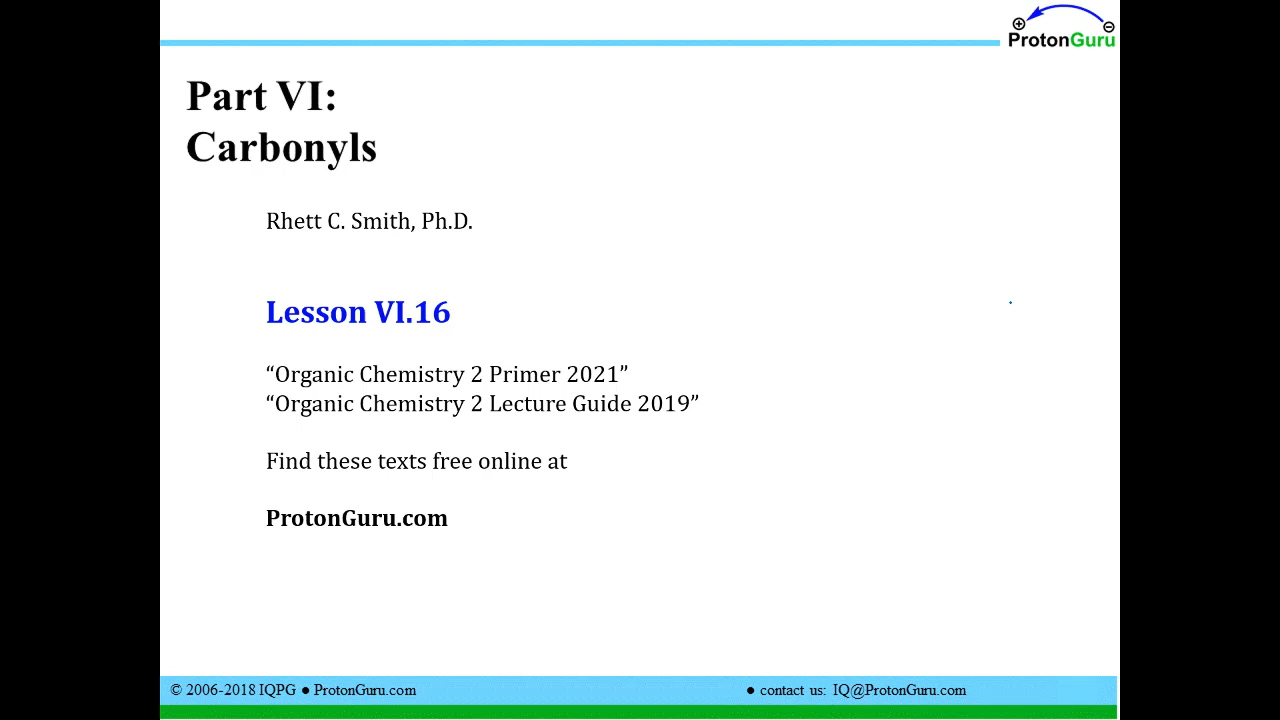 ProtonGuru
Part VI:
Carbonyls
Rhett C. Smith, Ph.D.
Lesson VI.16
“Organic Chemistry 2 Primer 2021”
“Organic Chemistry 2 Lecture Guide 2019”
Find these texts free online at
ProtonGuru.com
© 2006-2018 IQPG ● ProtonGuru.com ● contact us: IQ@ProtonGuru.com